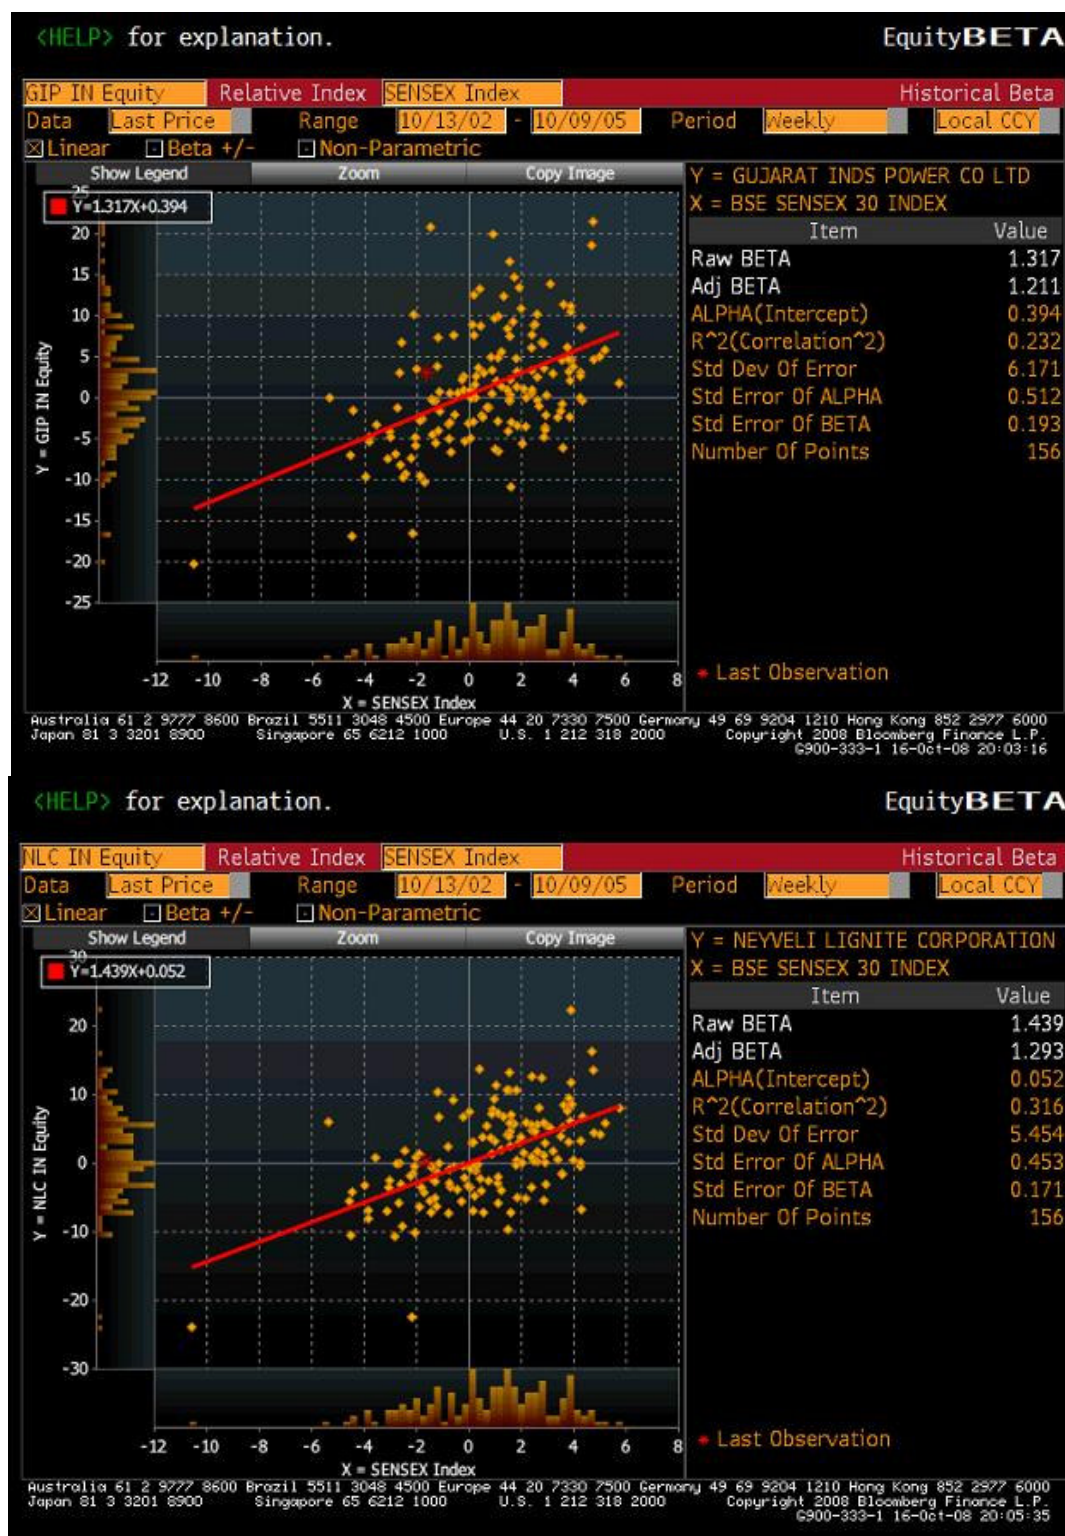 <HELP> for explanation. EquityBETA
GIP IN Equity Relative Index SENSEX Index Historical Beta
Data Last Price Range 10/13/02 - 10/09/05 Period Weekly Local CCY
Linear Beta +/- Non-Parametric
Show Legend Zoom Copy Image
Y = GUJARAT INDS POWER CO LTD
X = BSE SENSEX 30 INDEX
Item Value
Raw BETA 1.317
Adj BETA 1.211
ALPHA(Intercept) 0.394
R^2(Correlation^2) 0.232
Std Dev Of Error 6.171
Std Error Of ALPHA 0.512
Std Error Of BETA 0.193
Number Of Points 156
* Last Observation
25
Y=1.317X+0.394
20
15
10
5
0
-5
-10
-15
-20
-25
Y = GIP IN Equity
-12 -10 -8 -6 -4 -2 0 2 4 6 8
X = SENSEX Index
Australia 61 2 9777 8600 Brazil 5511 3048 4500 Europe 44 20 7330 7500 Germany 49 69 9204 1210 Hong Kong 852 2977 6000
Japan 81 3 3201 8900 Singapore 65 6212 1000 U.S. 1 212 318 2000 Copyright 2008 Bloomberg Finance L.P.
G900-333-1 16-Oct-08 20:03:16
<HELP> for explanation. EquityBETA
NLC IN Equity Relative Index SENSEX Index Historical Beta
Data Last Price Range 10/13/02 - 10/09/05 Period Weekly Local CCY
Linear Beta +/- Non-Parametric
Show Legend Zoom Copy Image
Y = NEYVELI LIGNITE CORPORATION
X = BSE SENSEX 30 INDEX
Item Value
Raw BETA 1.439
Adj BETA 1.293
ALPHA(Intercept) 0.052
R^2(Correlation^2) 0.316
Std Dev Of Error 5.454
Std Error Of ALPHA 0.453
Std Error Of BETA 0.171
Number Of Points 156
* Last Observation
30
Y=1.439X+0.052
20
10
0
-10
-20
-30
Y = NLC IN Equity
-12 -10 -8 -6 -4 -2 0 2 4 6 8
X = SENSEX Index
Australia 61 2 9777 8600 Brazil 5511 3048 4500 Europe 44 20 7330 7500 Germany 49 69 9204 1210 Hong Kong 852 2977 6000
Japan 81 3 3201 8900 Singapore 65 6212 1000 U.S. 1 212 318 2000 Copyright 2008 Bloomberg Finance L.P.
G900-333-1 16-Oct-08 20:05:35